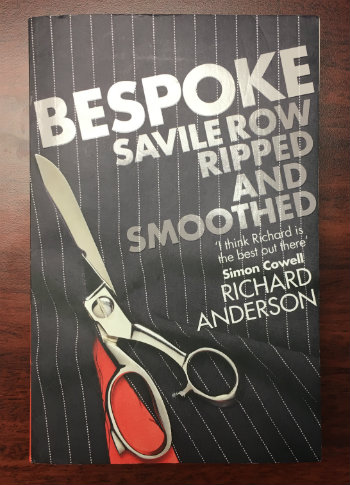 BESPOKE
SAVILE ROW
RIPPED
AND
SMOOTHED
'I think Richard is
the best out there'
Simon Cowell
RICHARD
ANDERSON